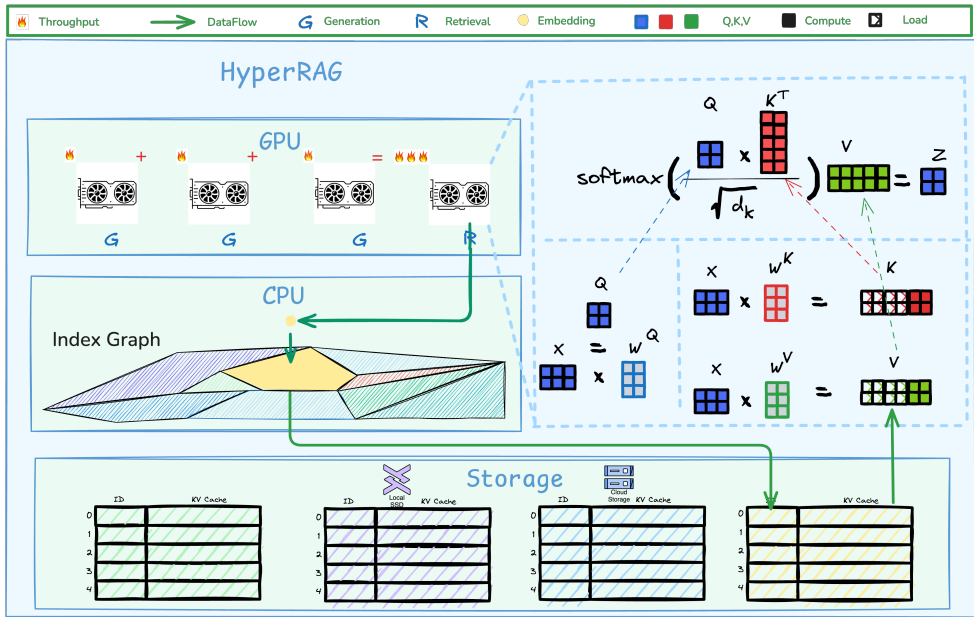 Throughput DataFlow G Generation R Retrieval Embedding Q,K,V Compute Load
HyperRAG
GPU
+ + =
G G G R
CPU
Index Graph
Q K^T
x
softmax ( ) V = Z
√d_k
Q
=
X x W^Q
X x W^K = K
X x W^V = V
Storage
Local
SSD
Cloud
Storage
ID KV Cache
0
1
2
3
4
ID KV Cache
0
1
2
3
4
ID KV Cache
0
1
2
3
4
KV Cache
0
1
2
3
4